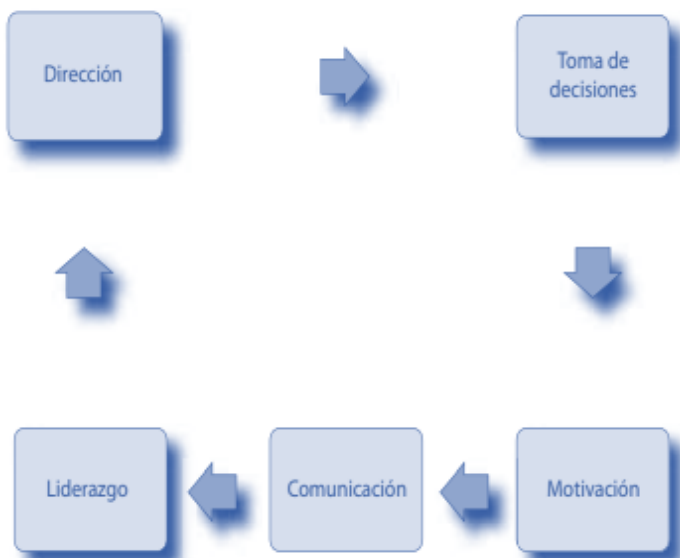 Dirección
Toma de
decisiones
Liderazgo
Comunicación
Motivación